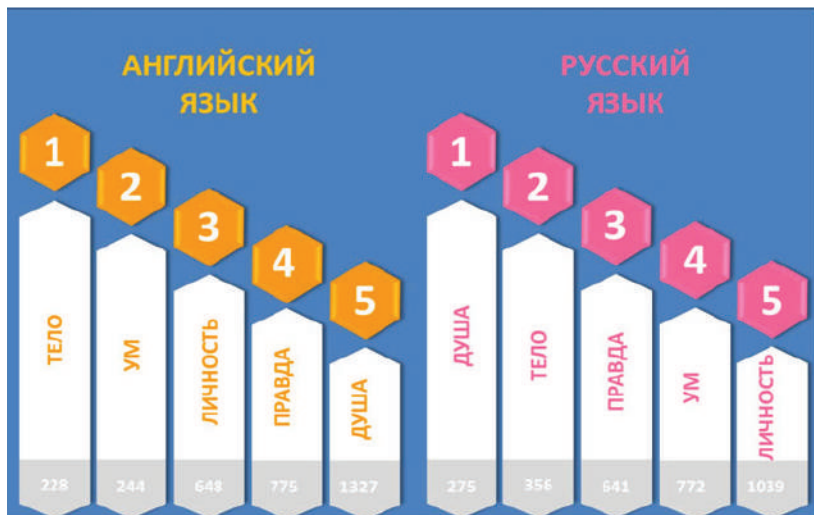 АНГЛИЙСКИЙ
ЯЗЫК
1
2
3
4
5
ТЕЛО
УМ
ЛИЧНОСТЬ
ПРАВДА
ДУША
228
244
648
775
1327
РУССКИЙ
ЯЗЫК
1
2
3
4
5
ДУША
ТЕЛО
ПРАВДА
УМ
ЛИЧНОСТЬ
275
356
641
772
1039